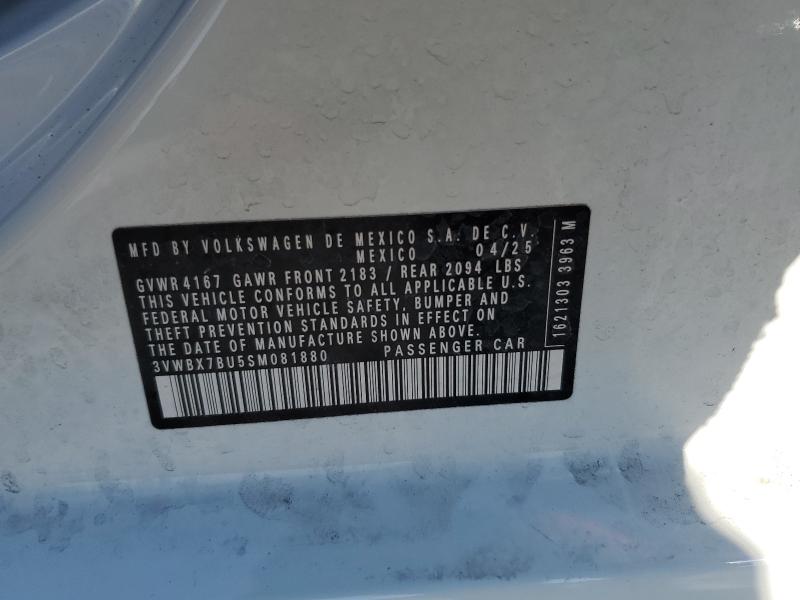 MFD BY VOLKSWAGEN DE MEXICO S.A. DE C.V.
MEXICO 04/25
GVWR 4167 GAWR FRONT 2183 / REAR 2094 LBS
THIS VEHICLE CONFORMS TO ALL APPLICABLE U.S.
FEDERAL MOTOR VEHICLE SAFETY, BUMPER AND
THEFT PREVENTION STANDARDS IN EFFECT ON
THE DATE OF MANUFACTURE SHOWN ABOVE.
3VWBX7BU5SM081880 PASSENGER CAR
1621303 3963 M